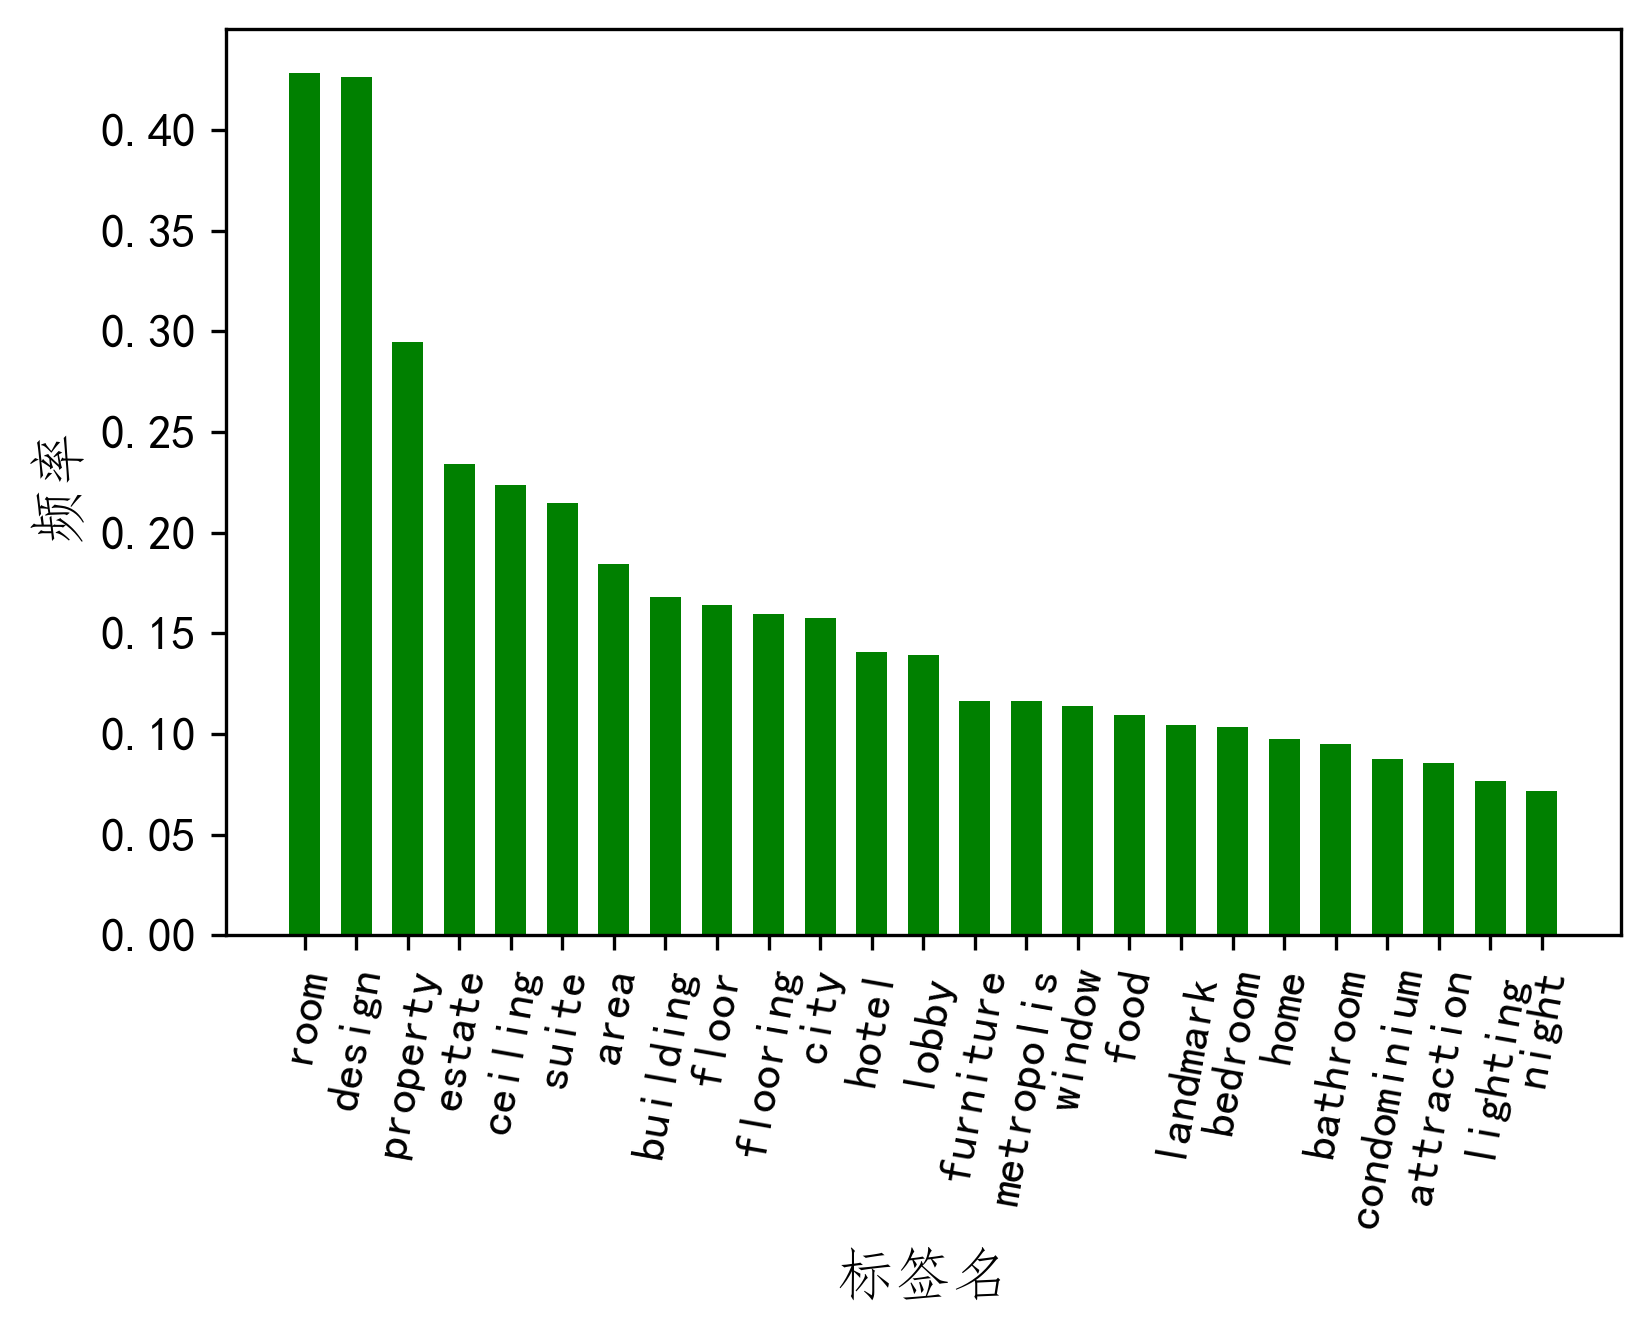 频率
0.40
0.35
0.30
0.25
0.20
0.15
0.10
0.05
0.00
room
design
property
estate
ceiling
suite
area
building
floor
flooring
city
hotel
lobby
furniture
metropolis
window
food
landmark
bedroom
home
bathroom
condominium
attraction
lighting
night
标签名